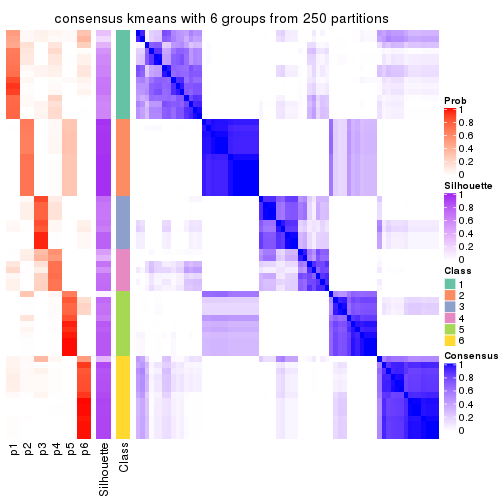 consensus kmeans with 6 groups from 250 partitions
Prob
1
0.8
0.6
0.4
0.2
0
Silhouette
1
0.8
0.6
0.4
0.2
0
Class
1
2
3
4
5
6
Consensus
1
0.8
0.6
0.4
0.2
0
p1
p2
p3
p4
p5
p6
Silhouette
Class